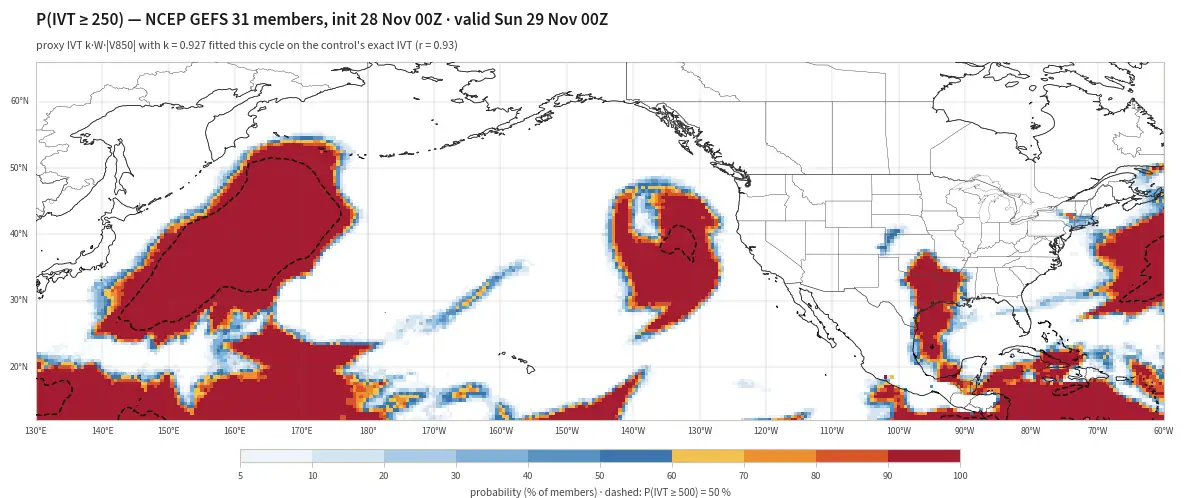 P(IVT ≥ 250) — NCEP GEFS 31 members, init 28 Nov 00Z · valid Sun 29 Nov 00Z
proxy IVT k·W·|V850| with k = 0.927 fitted this cycle on the control's exact IVT (r = 0.93)
60°N
50°N
40°N
30°N
20°N
130°E 140°E 150°E 160°E 170°E 180° 170°W 160°W 150°W 140°W 130°W 120°W 110°W 100°W 90°W 80°W 70°W 60°W
5 10 20 30 40 50 60 70 80 90 100
probability (% of members) · dashed: P(IVT ≥ 500) = 50 %